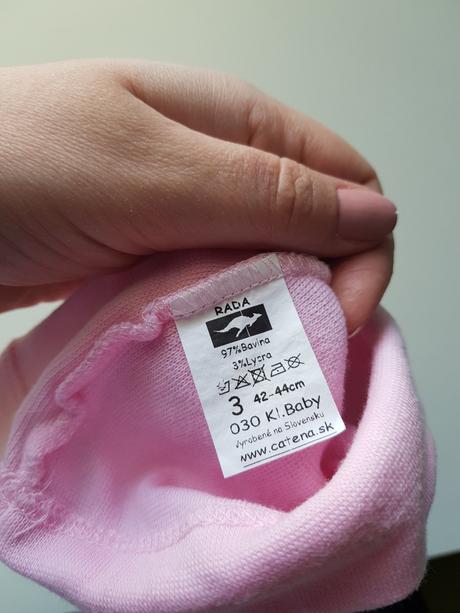 RADA
97%Bavlna
3%Lycra
3 42-44cm
030 Kl.Baby
Vyrobené na Slovensku
www.catena.sk